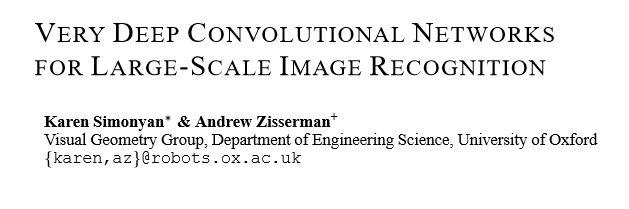 VERY DEEP CONVOLUTIONAL NETWORKS
FOR LARGE-SCALE IMAGE RECOGNITION
Karen Simonyan* & Andrew Zisserman+
Visual Geometry Group, Department of Engineering Science, University of Oxford
{karen,az}@robots.ox.ac.uk